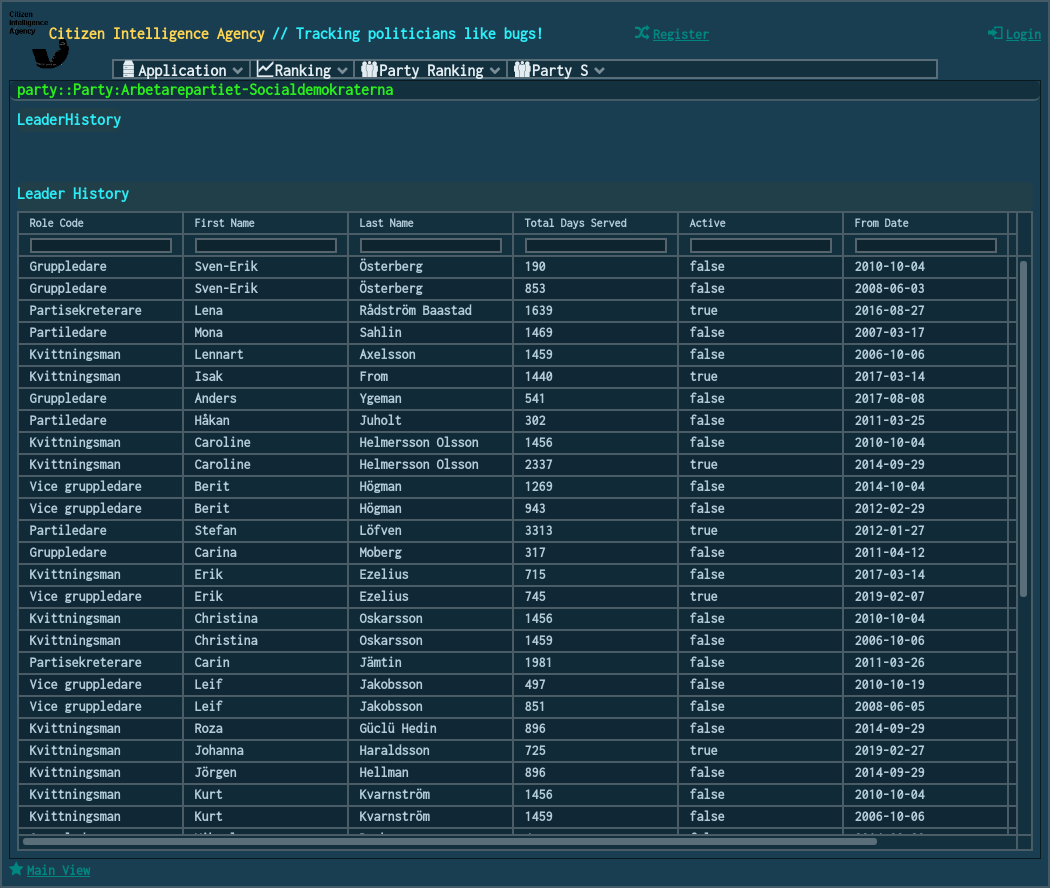 Citizen
Intelligence
Agency
Citizen Intelligence Agency // Tracking politicians like bugs!
Register
Login
Application Ranking Party Ranking Party S
party::Party:Arbetarepartiet-Socialdemokraterna
LeaderHistory
Leader History
Role Code First Name Last Name Total Days Served Active From Date
Gruppledare Sven-Erik Österberg 190 false 2010-10-04
Gruppledare Sven-Erik Österberg 853 false 2008-06-03
Partisekreterare Lena Rådström Baastad 1639 true 2016-08-27
Partiledare Mona Sahlin 1469 false 2007-03-17
Kvittningsman Lennart Axelsson 1459 false 2006-10-06
Kvittningsman Isak From 1440 true 2017-03-14
Gruppledare Anders Ygeman 541 false 2017-08-08
Partiledare Håkan Juholt 302 false 2011-03-25
Kvittningsman Caroline Helmersson Olsson 1456 false 2010-10-04
Kvittningsman Caroline Helmersson Olsson 2337 true 2014-09-29
Vice gruppledare Berit Högman 1269 false 2014-10-04
Vice gruppledare Berit Högman 943 false 2012-02-29
Partiledare Stefan Löfven 3313 true 2012-01-27
Gruppledare Carina Moberg 317 false 2011-04-12
Kvittningsman Erik Ezelius 715 false 2017-03-14
Vice gruppledare Erik Ezelius 745 true 2019-02-07
Kvittningsman Christina Oskarsson 1456 false 2010-10-04
Kvittningsman Christina Oskarsson 1459 false 2006-10-06
Partisekreterare Carin Jämtin 1981 false 2011-03-26
Vice gruppledare Leif Jakobsson 497 false 2010-10-19
Vice gruppledare Leif Jakobsson 851 false 2008-06-05
Kvittningsman Roza Güclü Hedin 896 false 2014-09-29
Kvittningsman Johanna Haraldsson 725 true 2019-02-27
Kvittningsman Jörgen Hellman 896 false 2014-09-29
Kvittningsman Kurt Kvarnström 1456 false 2010-10-04
Kvittningsman Kurt Kvarnström 1459 false 2006-10-06
Main View